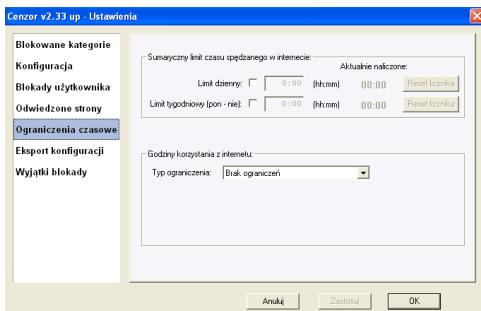 Cenzor v2.33 up - Ustawienia
Blokowane kategorie
Konfiguracja
Blokady użytkownika
Odwiedzone strony
Ograniczenia czasowe
Eksport konfiguracji
Wyjątki blokady
Sumaryczny limit czasu spędzanego w internecie:
Aktualnie naliczone:
Limit dzienny: 0:00 (hh:mm) 00:00 Reset licznika
Limit tygodniowy (pon - nie): 0:00 (hh:mm) 00:00 Reset licznika
Godziny korzystania z internetu:
Typ ograniczenia: Brak ograniczeń
Anuluj Zastosuj OK